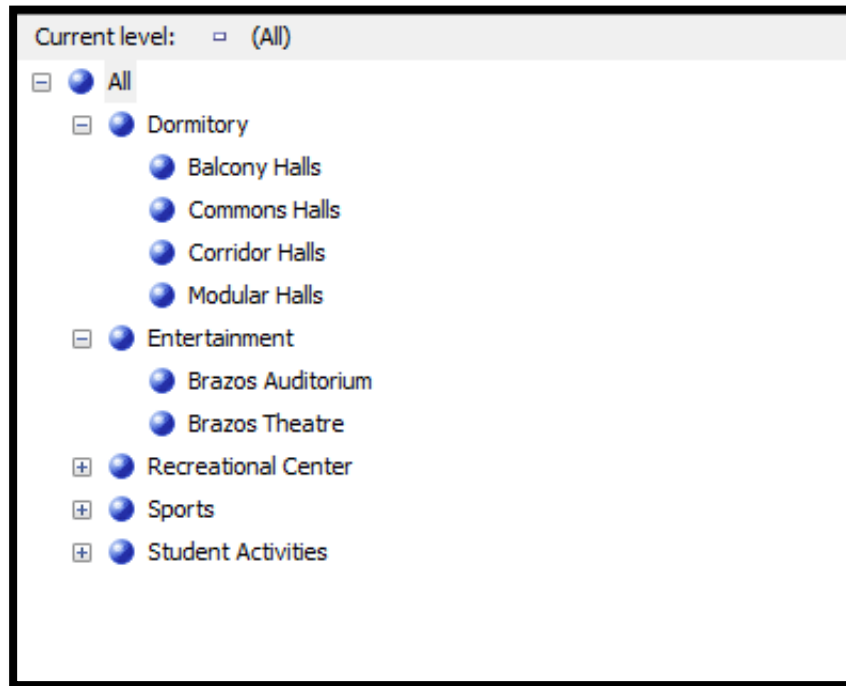 Current level: (All)
All
Dormitory
Balcony Halls
Commons Halls
Corridor Halls
Modular Halls
Entertainment
Brazos Auditorium
Brazos Theatre
Recreational Center
Sports
Student Activities